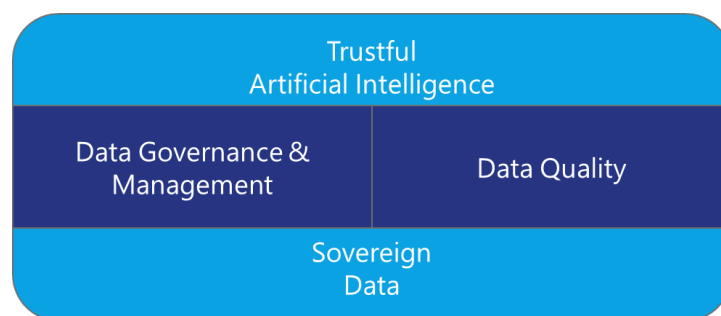 Trustful
Artificial Intelligence
Data Governance &
Management
Data Quality
Sovereign
Data